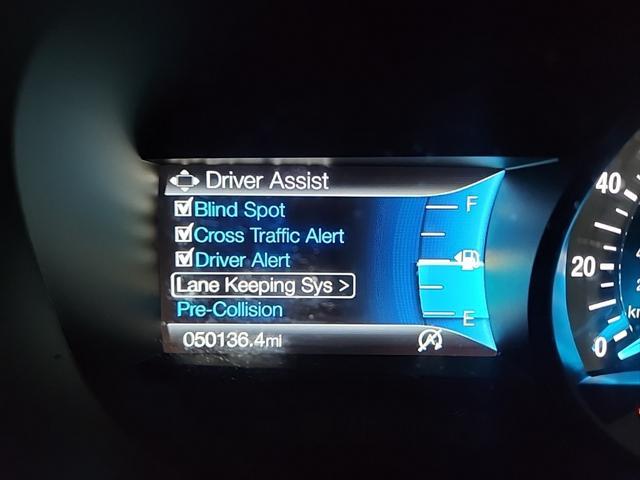 Driver Assist
Blind Spot
Cross Traffic Alert
Driver Alert
Lane Keeping Sys >
Pre-Collision
050136.4mi
F
E
40
20
0